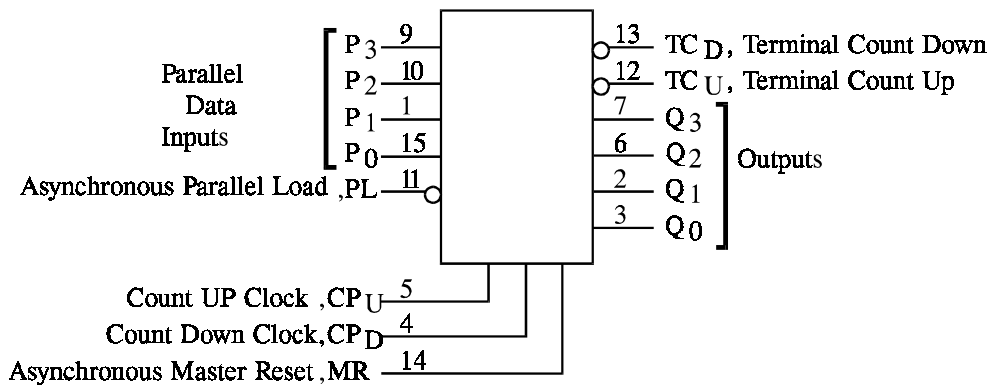 P3 9
P2 10
P1 1
P0 15
Parallel
Data
Inputs
Asynchronous Parallel Load ,PL 11
13 TCD, Terminal Count Down
12 TCU, Terminal Count Up
7 Q3
6 Q2
2 Q1
3 Q0
Outputs
Count UP Clock ,CPU 5
Count Down Clock,CPD 4
Asynchronous Master Reset ,MR 14